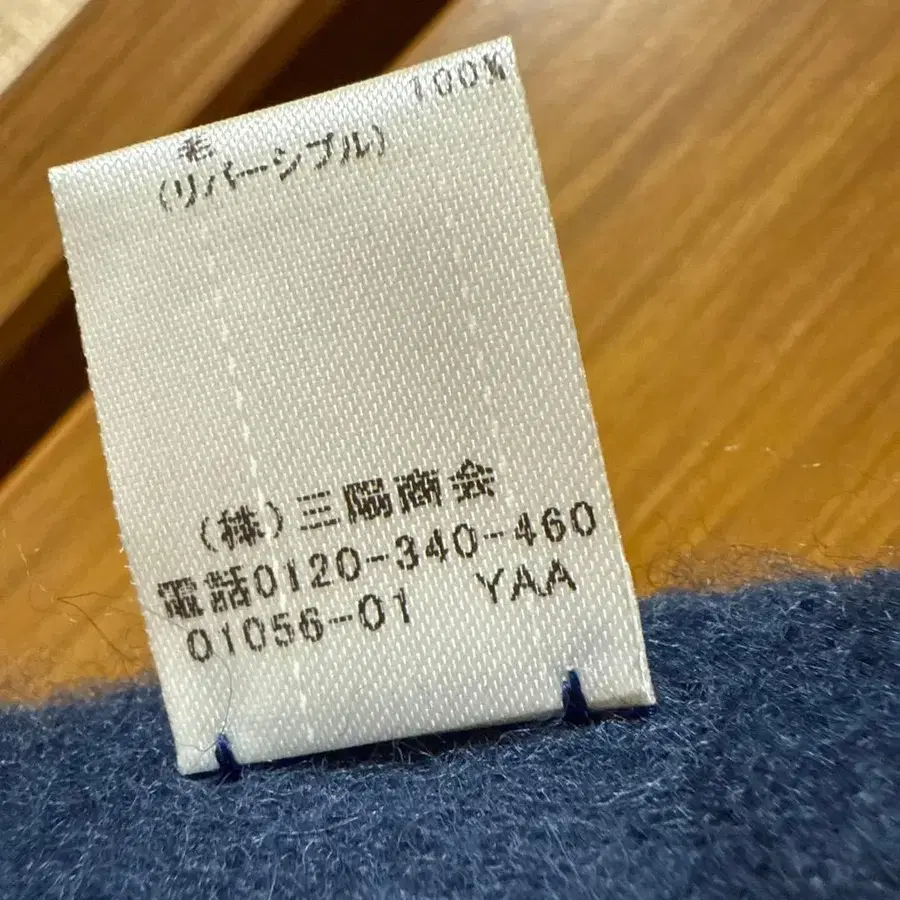 毛 100%
(リバーシブル)
(株)三陽商会
電話0120-340-460
01056-01 YAA